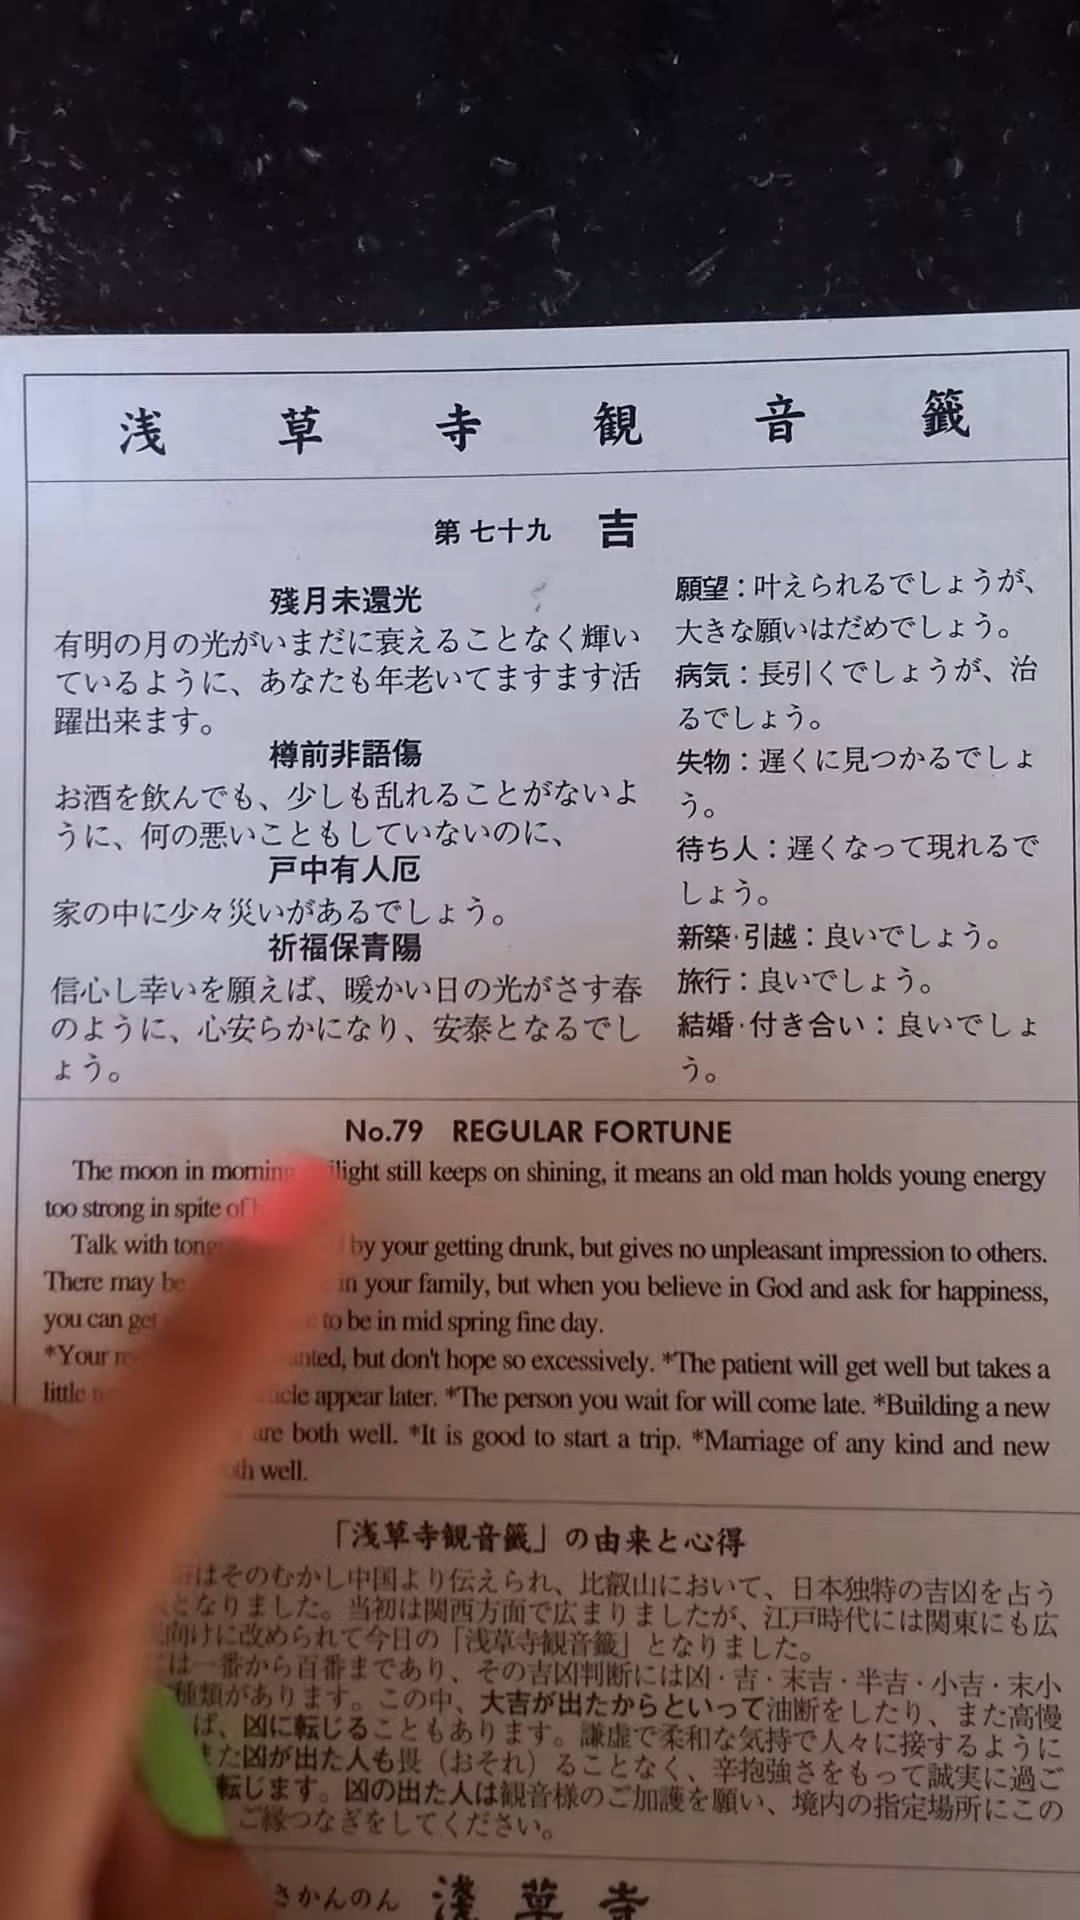 浅草寺観音籤
第七十九 吉
殘月未還光
有明の月の光がいまだに衰えることなく輝い
ているように、あなたも年老いてますます活
躍出来ます。
樽前非語傷
お酒を飲んでも、少しも乱れることがないよ
うに、何の悪いこともしていないのに、
戸中有人厄
家の中に少々災いがあるでしょう。
祈福保青陽
信心し幸いを願えば、暖かい日の光がさす春
のように、心安らかになり、安泰となるでし
ょう。
願望：叶えられるでしょうが、
大きな願いはだめでしょう。
病気：長引くでしょうが、治
るでしょう。
失物：遅くに見つかるでしょ
う。
待ち人：遅くなって現れるで
しょう。
新築·引越：良いでしょう。
旅行：良いでしょう。
結婚·付き合い：良いでしょ
う。
No.79 REGULAR FORTUNE
The moon in morning still keeps on shining, it means an old man holds young energy
too strong in spite of
Talk with by your getting drunk, but gives no unpleasant impression to others.
There may be in your family, but when you believe in God and ask for happiness,
you can get to be in mid spring fine day.
*Your but don't hope so excessively. *The patient will get well but takes a
little appear later. *The person you wait for will come late. *Building a new
are both well. *It is good to start a trip. *Marriage of any kind and new
well.
「浅草寺観音籤」の由来と心得
はそのむかし中国より伝えられ、比叡山において、日本独特の吉凶を占う
となりました。当初は関西方面で広まりましたが、江戸時代には関東にも広
向けに改められて今日の「浅草寺観音籤」となりました。
は一番から百番まであり、その吉凶判断には凶・吉・末吉・半吉・小吉・末小
種類があります。この中、大吉が出たからといって油断をしたり、また高慢
ば、凶に転じることもあります。謙虚で柔和な気持で人々に接するように
また凶が出た人も畏（おそれ）ることなく、辛抱強さをもって誠実に過ご
転じます。凶の出た人は観音様のご加護を願い、境内の指定場所にこの
ご縁つなぎをしてください。
さかんのん 淺草寺